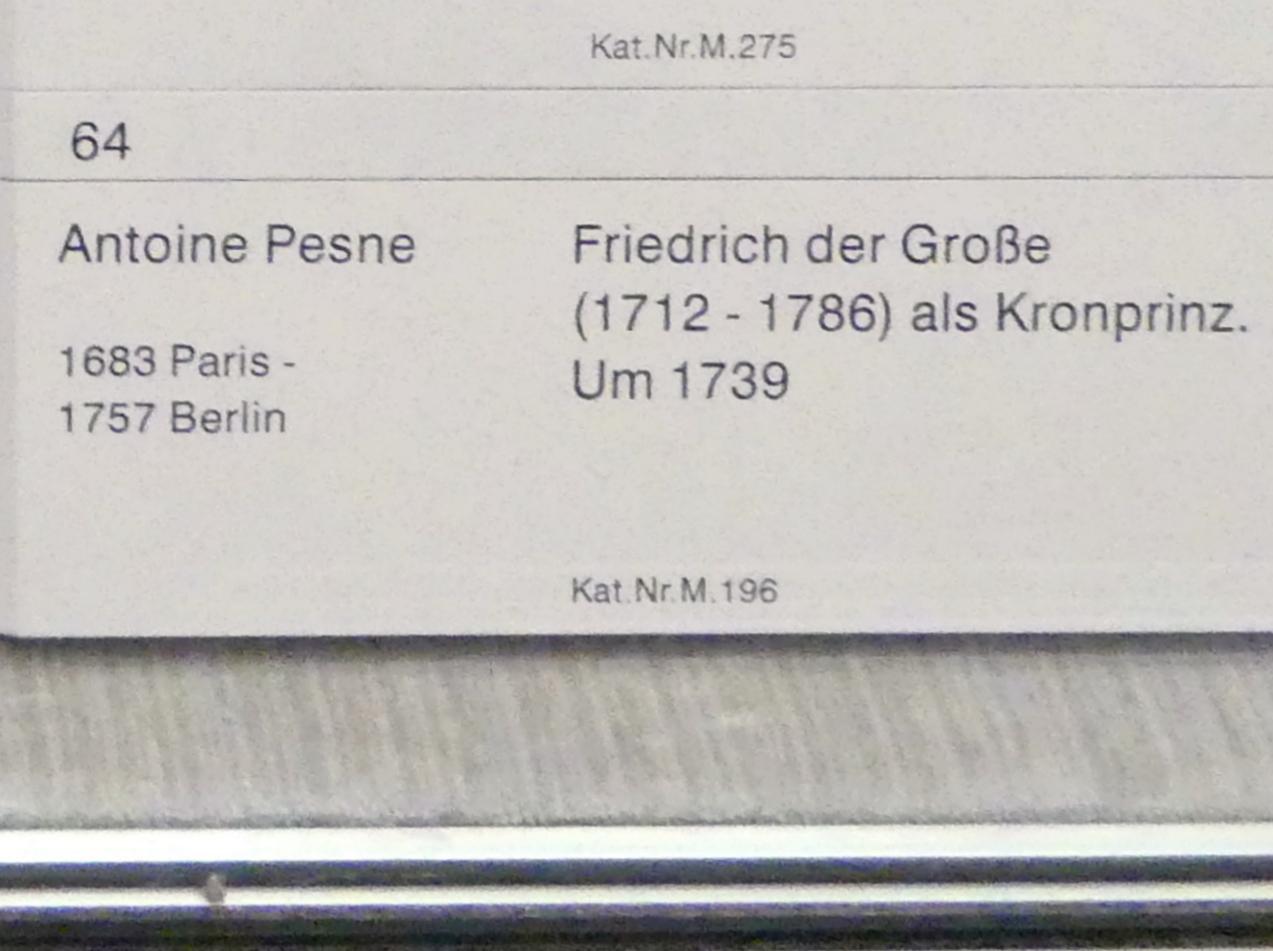 Kat.Nr.M.275
64
Antoine Pesne
1683 Paris -
1757 Berlin
Friedrich der Große
(1712 - 1786) als Kronprinz.
Um 1739
Kat.Nr.M.196